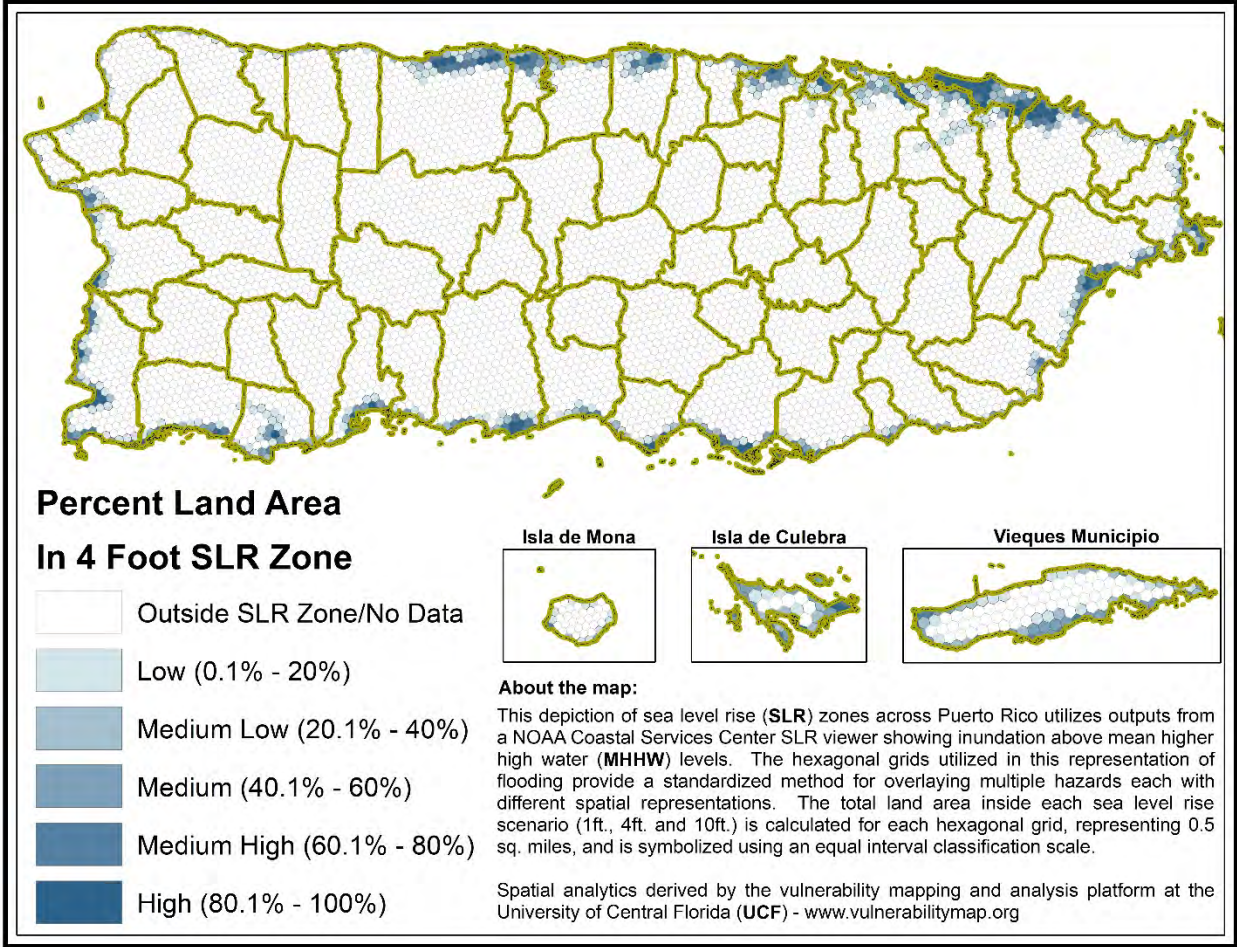 Percent Land Area
In 4 Foot SLR Zone
Outside SLR Zone/No Data
Low (0.1% - 20%)
Medium Low (20.1% - 40%)
Medium (40.1% - 60%)
Medium High (60.1% - 80%)
High (80.1% - 100%)
Isla de Mona
Isla de Culebra
Vieques Municipio
About the map:
This depiction of sea level rise (SLR) zones across Puerto Rico utilizes outputs from
a NOAA Coastal Services Center SLR viewer showing inundation above mean higher
high water (MHHW) levels. The hexagonal grids utilized in this representation of
flooding provide a standardized method for overlaying multiple hazards each with
different spatial representations. The total land area inside each sea level rise
scenario (1ft., 4ft. and 10ft.) is calculated for each hexagonal grid, representing 0.5
sq. miles, and is symbolized using an equal interval classification scale.
Spatial analytics derived by the vulnerability mapping and analysis platform at the
University of Central Florida (UCF) - www.vulnerabilitymap.org